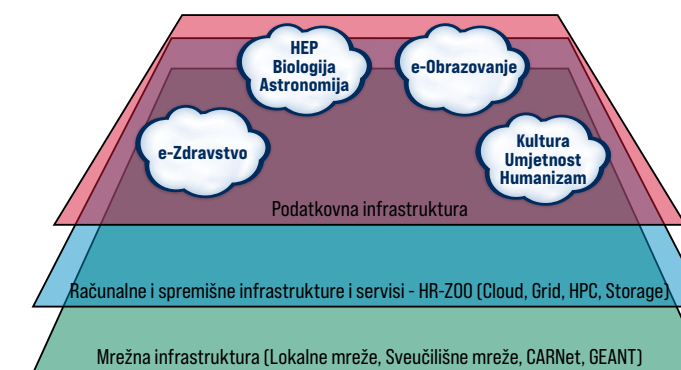 HEP
Biologija
Astronomija
e-Obrazovanje
e-Zdravstvo
Kultura
Umjetnost
Humanizam
Podatkovna infrastruktura
Računalne i spremišne infrastrukture i servisi - HR-ZOO (Cloud, Grid, HPC, Storage)
Mrežna infrastruktura (Lokalne mreže, Sveučilišne mreže, CARNet, GEANT)